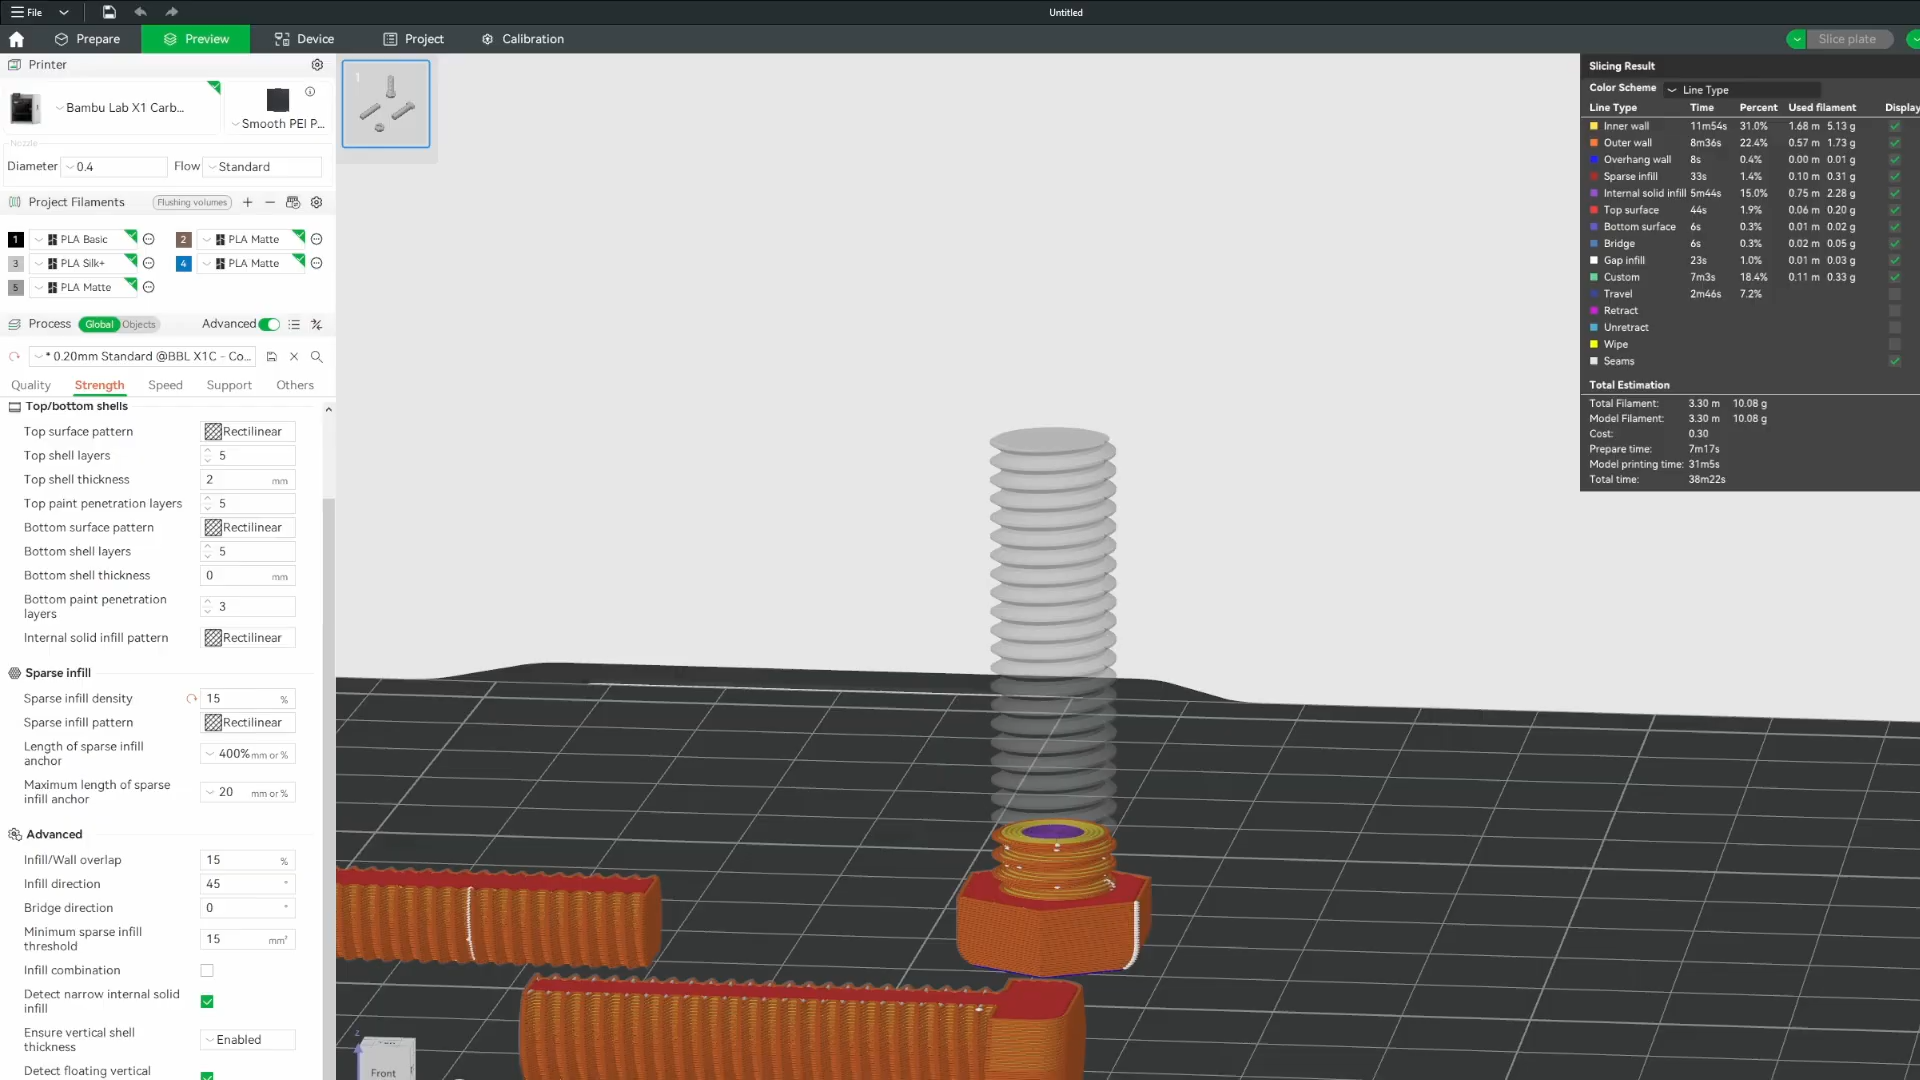 File
Untitled
Prepare
Preview
Device
Project
Calibration
Slice plate
Printer
Bambu Lab X1 Carb...
Smooth PEI P...
Nozzle
Diameter 0.4 Flow Standard
Project Filaments Flushing volumes
1 PLA Basic 2 PLA Matte
3 PLA Silk+ 4 PLA Matte
5 PLA Matte
Process Global Objects Advanced
* 0.20mm Standard @BBL X1C - Co...
Quality Strength Speed Support Others
Top/bottom shells
Top surface pattern Rectilinear
Top shell layers 5
Top shell thickness 2 mm
Top paint penetration layers 5
Bottom surface pattern Rectilinear
Bottom shell layers 5
Bottom shell thickness 0 mm
Bottom paint penetration
layers 3
Internal solid infill pattern Rectilinear
Sparse infill
Sparse infill density 15 %
Sparse infill pattern Rectilinear
Length of sparse infill
anchor 400% mm or %
Maximum length of sparse
infill anchor 20 mm or %
Advanced
Infill/Wall overlap 15 %
Infill direction 45 °
Bridge direction 0 °
Minimum sparse infill
threshold 15 mm²
Infill combination
Detect narrow internal solid
infill
Ensure vertical shell
thickness Enabled
Detect floating vertical
1
z
Front
Slicing Result
Color Scheme Line Type
Line Type Time Percent Used filament Display
Inner wall 11m54s 31.0% 1.68 m 5.13 g
Outer wall 8m36s 22.4% 0.57 m 1.73 g
Overhang wall 8s 0.4% 0.00 m 0.01 g
Sparse infill 33s 1.4% 0.10 m 0.31 g
Internal solid infill 5m44s 15.0% 0.75 m 2.28 g
Top surface 44s 1.9% 0.06 m 0.20 g
Bottom surface 6s 0.3% 0.01 m 0.02 g
Bridge 6s 0.3% 0.02 m 0.05 g
Gap infill 23s 1.0% 0.01 m 0.03 g
Custom 7m3s 18.4% 0.11 m 0.33 g
Travel 2m46s 7.2%
Retract
Unretract
Wipe
Seams
Total Estimation
Total Filament: 3.30 m 10.08 g
Model Filament: 3.30 m 10.08 g
Cost: 0.30
Prepare time: 7m17s
Model printing time: 31m5s
Total time: 38m22s